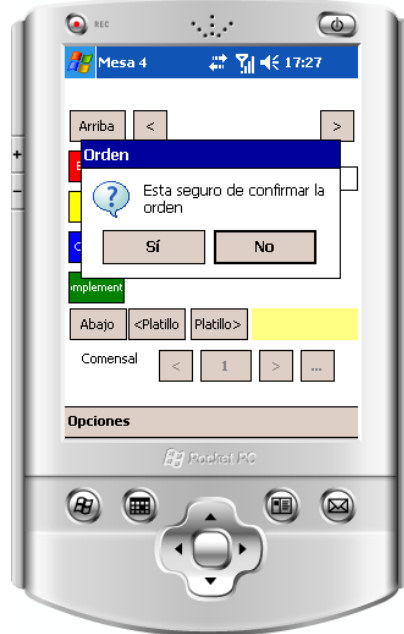 REC
Mesa 4 17:27
Arriba < >
Orden
? Esta seguro de confirmar la
orden
Sí No
mplement
Abajo <Platillo Platillo> 
Comensal < 1 > ...
Opciones
Pocket PC